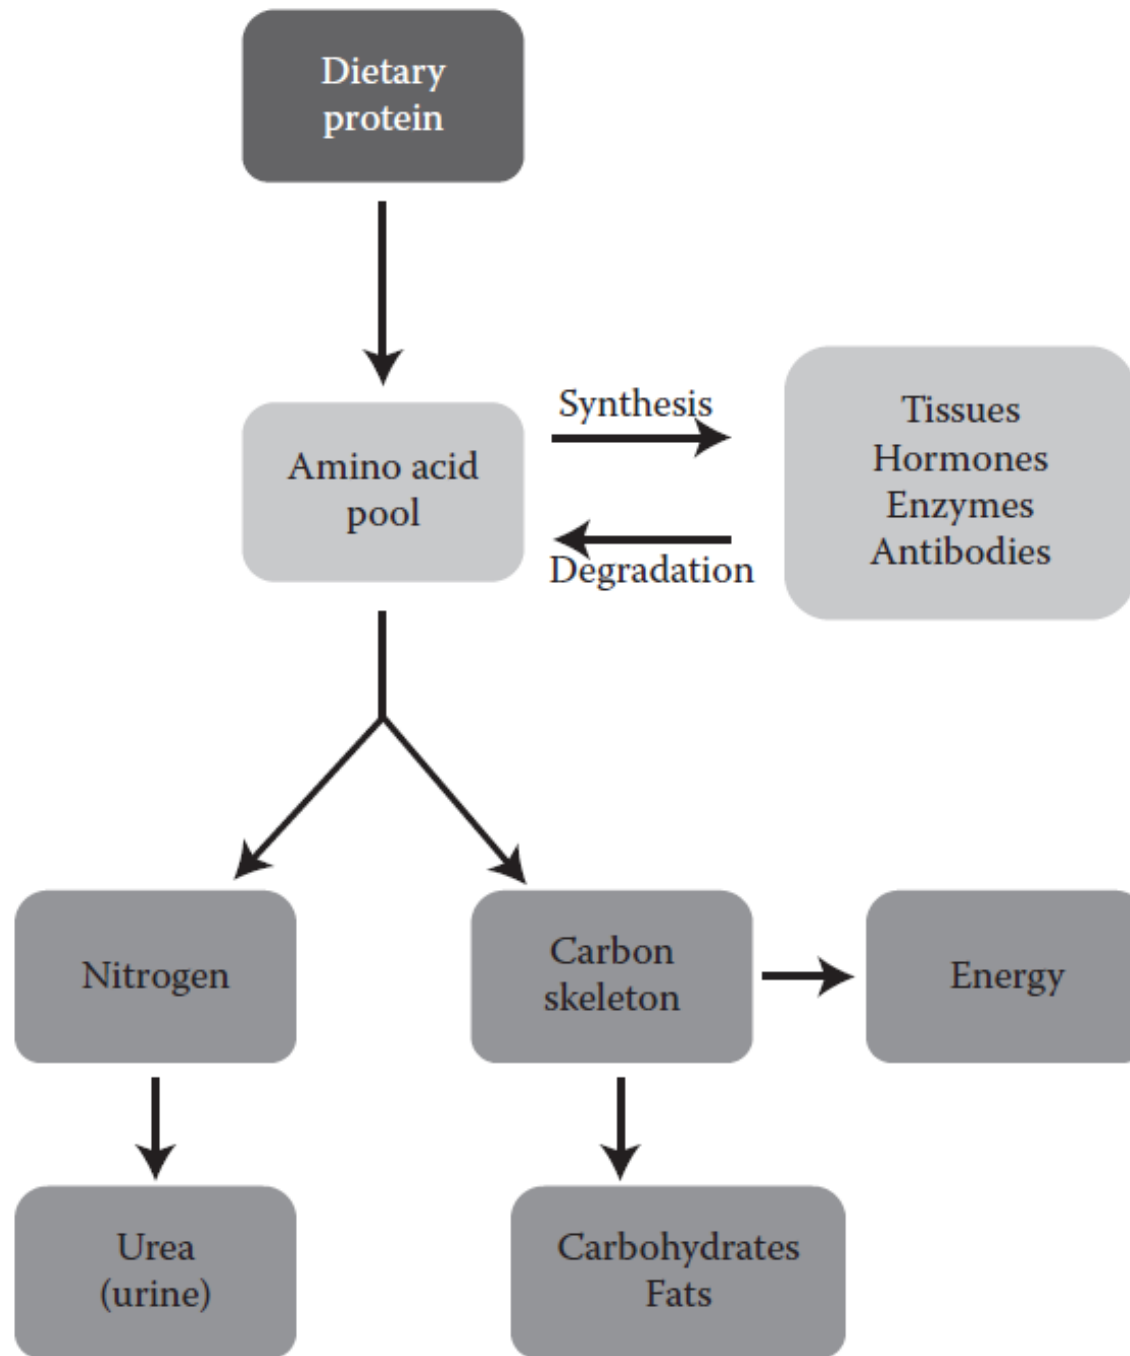 Dietary
protein
Synthesis
Amino acid
pool
Degradation
Tissues
Hormones
Enzymes
Antibodies
Nitrogen
Carbon
skeleton
Energy
Urea
(urine)
Carbohydrates
Fats